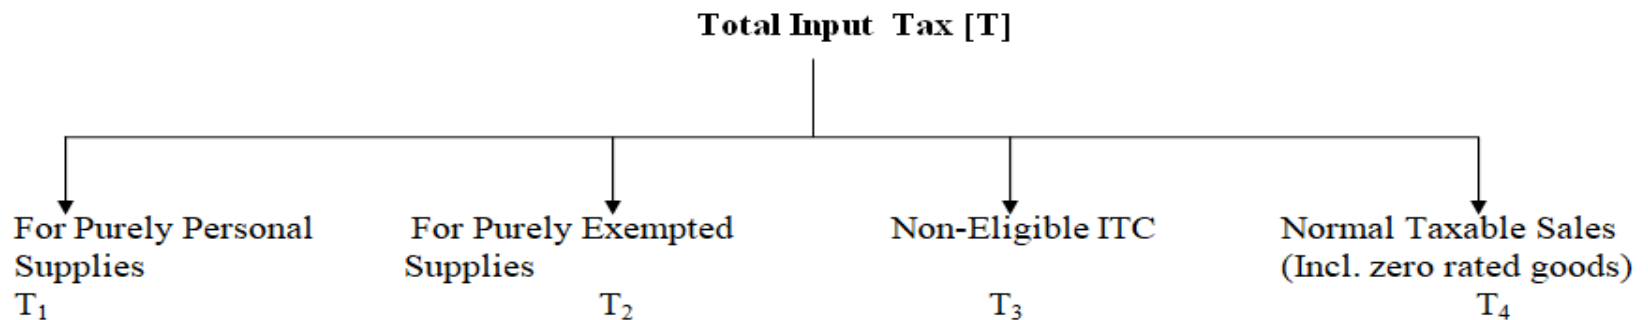 Total Input Tax [T]
For Purely Personal
Supplies
T₁
For Purely Exempted
Supplies
T₂
Non-Eligible ITC
T₃
Normal Taxable Sales
(Incl. zero rated goods)
T₄